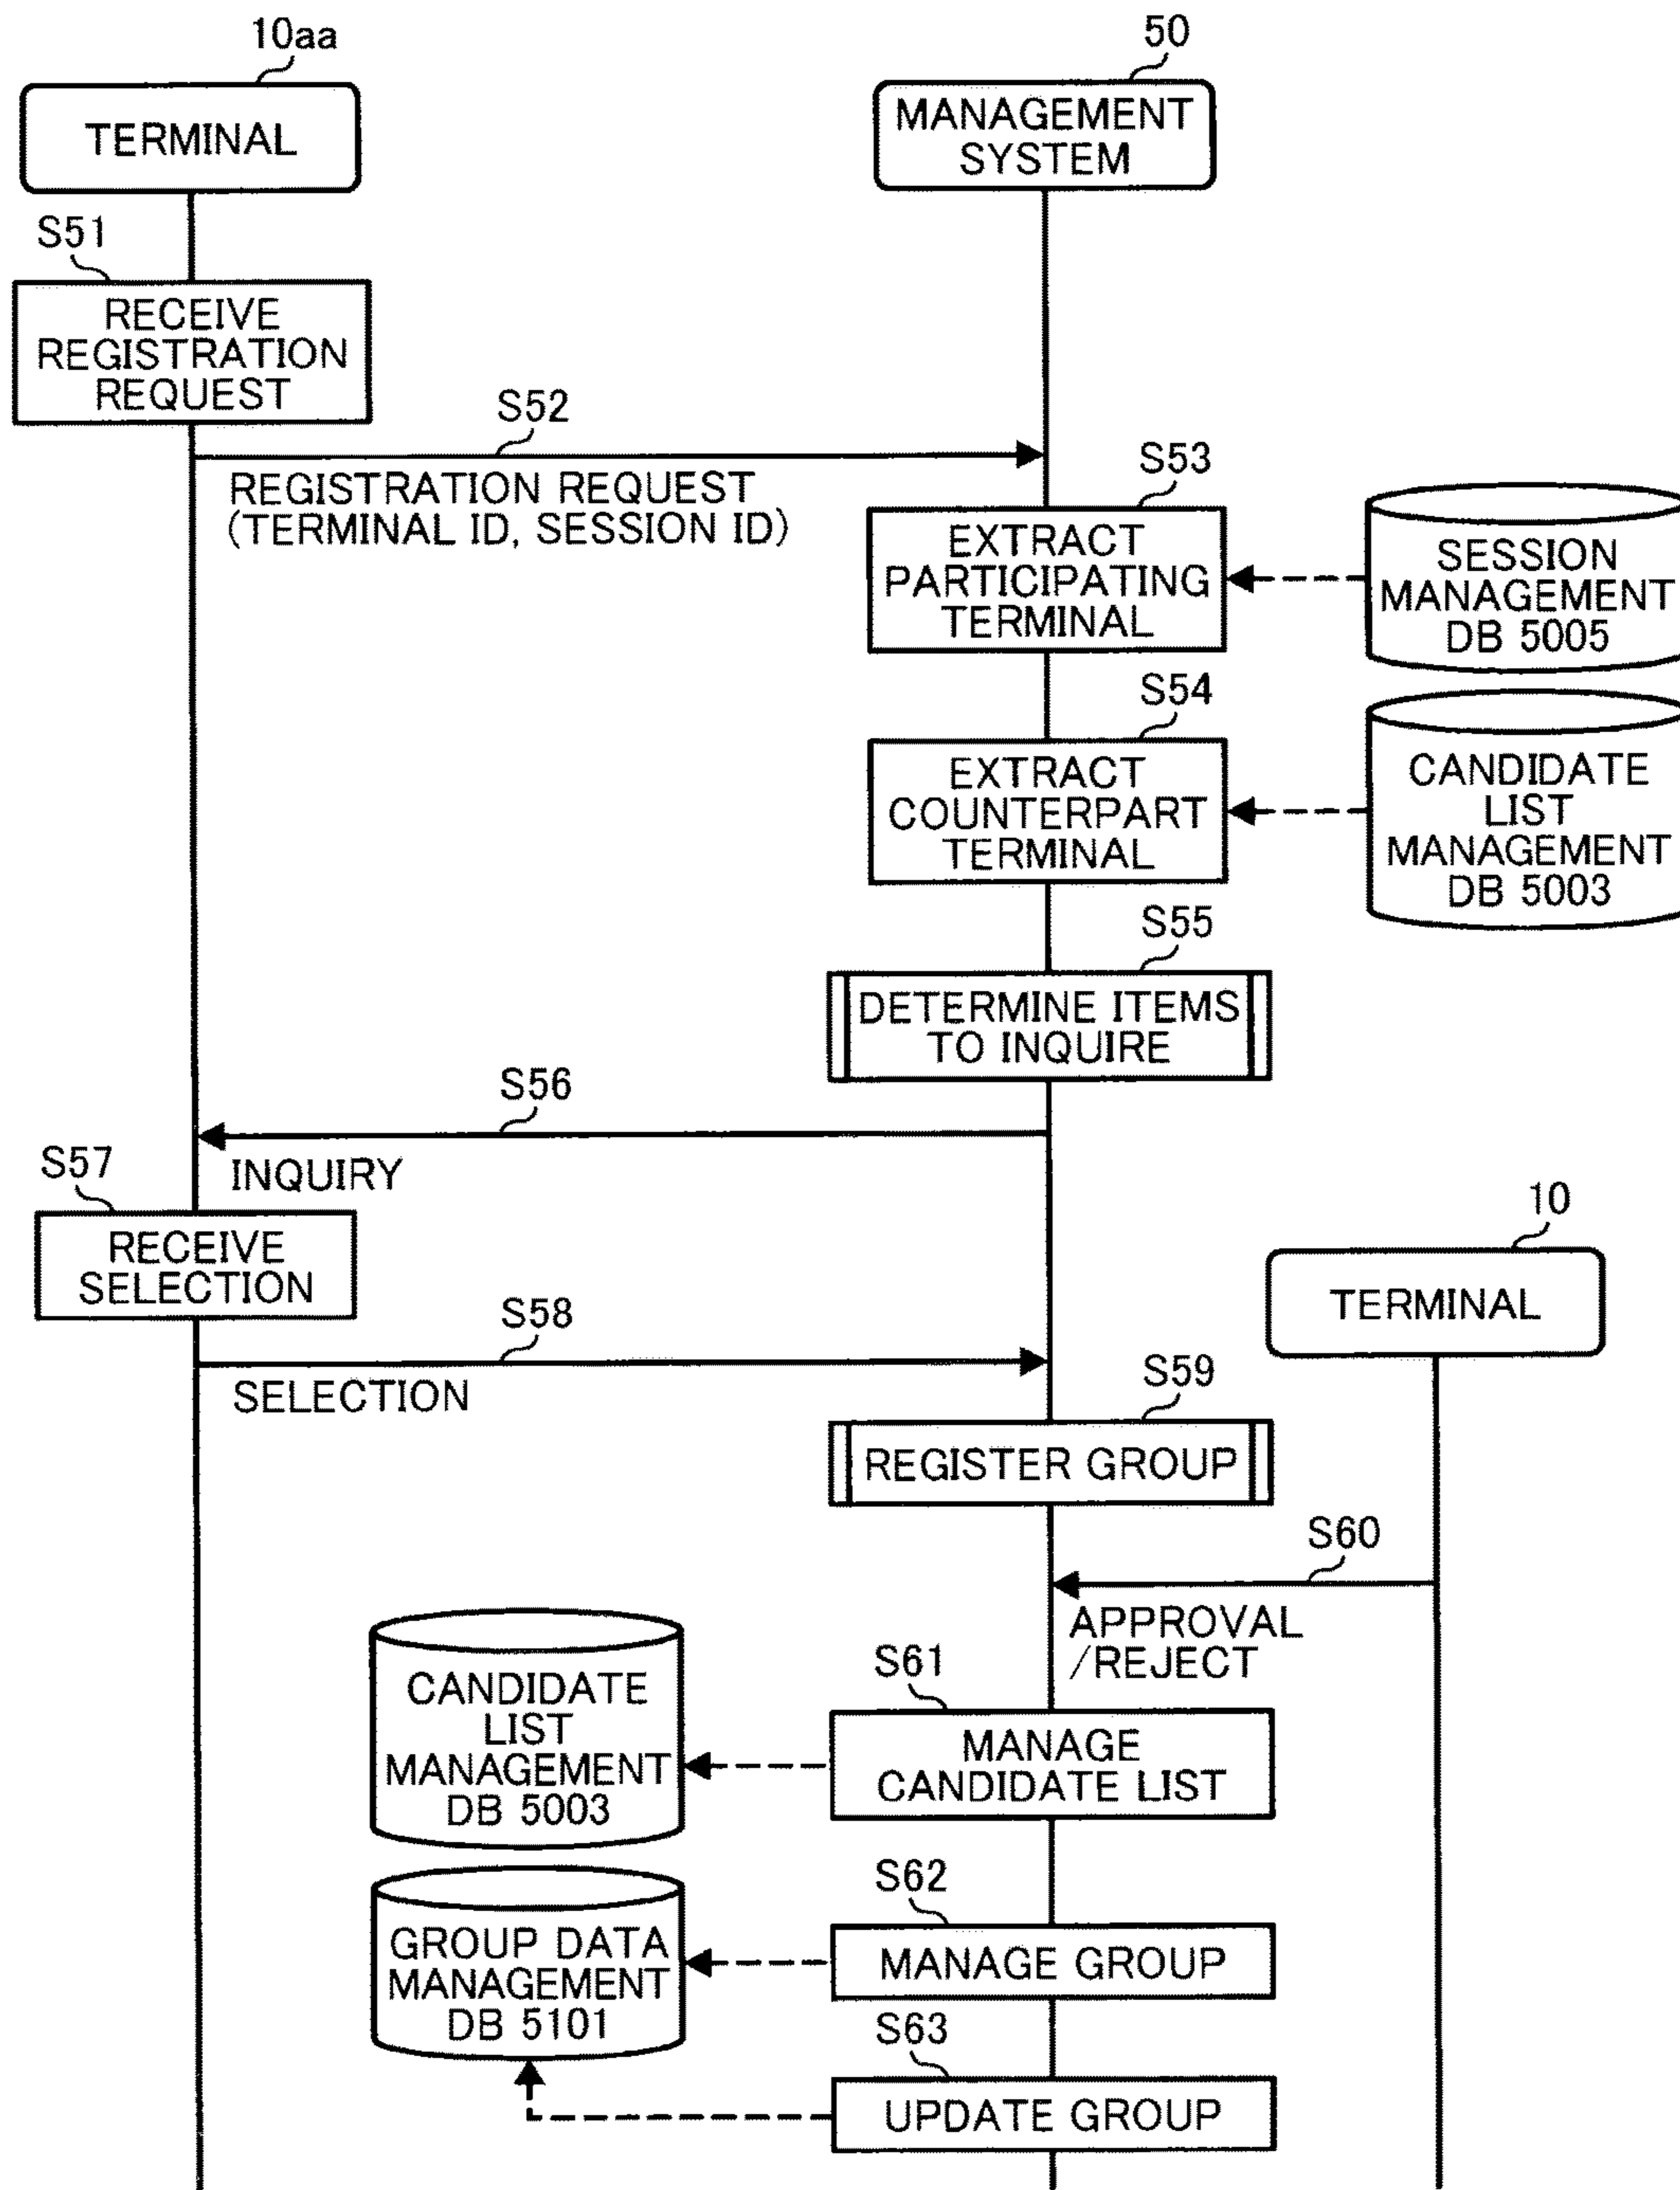 10aa
TERMINAL
50
MANAGEMENT
SYSTEM
S51
RECEIVE
REGISTRATION
REQUEST
S52
REGISTRATION REQUEST
(TERMINAL ID, SESSION ID)
S53
EXTRACT
PARTICIPATING
TERMINAL
SESSION
MANAGEMENT
DB 5005
S54
EXTRACT
COUNTERPART
TERMINAL
CANDIDATE
LIST
MANAGEMENT
DB 5003
S55
DETERMINE ITEMS
TO INQUIRE
S56
INQUIRY
S57
RECEIVE
SELECTION
10
TERMINAL
S58
SELECTION
S59
REGISTER GROUP
S60
APPROVAL
/REJECT
S61
MANAGE
CANDIDATE LIST
CANDIDATE
LIST
MANAGEMENT
DB 5003
S62
MANAGE GROUP
GROUP DATA
MANAGEMENT
DB 5101
S63
UPDATE GROUP